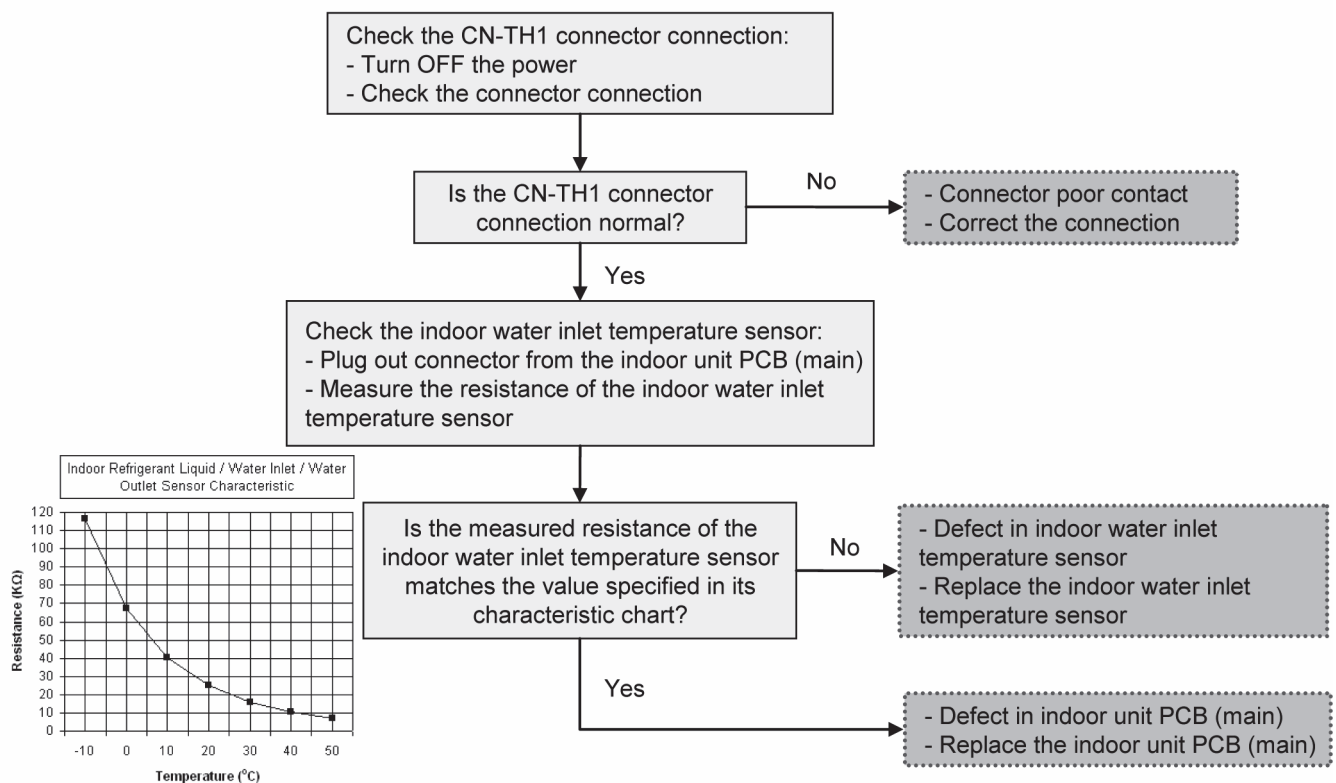 Check the CN-TH1 connector connection:
- Turn OFF the power
- Check the connector connection
Is the CN-TH1 connector
connection normal?
No
- Connector poor contact
- Correct the connection
Yes
Check the indoor water inlet temperature sensor:
- Plug out connector from the indoor unit PCB (main)
- Measure the resistance of the indoor water inlet
temperature sensor
Indoor Refrigerant Liquid / Water Inlet / Water
Outlet Sensor Characteristic
Resistance (KΩ)
120
110
100
90
80
70
60
50
40
30
20
10
0
-10 0 10 20 30 40 50
Temperature (°C)
Is the measured resistance of the
indoor water inlet temperature sensor
matches the value specified in its
characteristic chart?
No
- Defect in indoor water inlet
temperature sensor
- Replace the indoor water inlet
temperature sensor
Yes
- Defect in indoor unit PCB (main)
- Replace the indoor unit PCB (main)